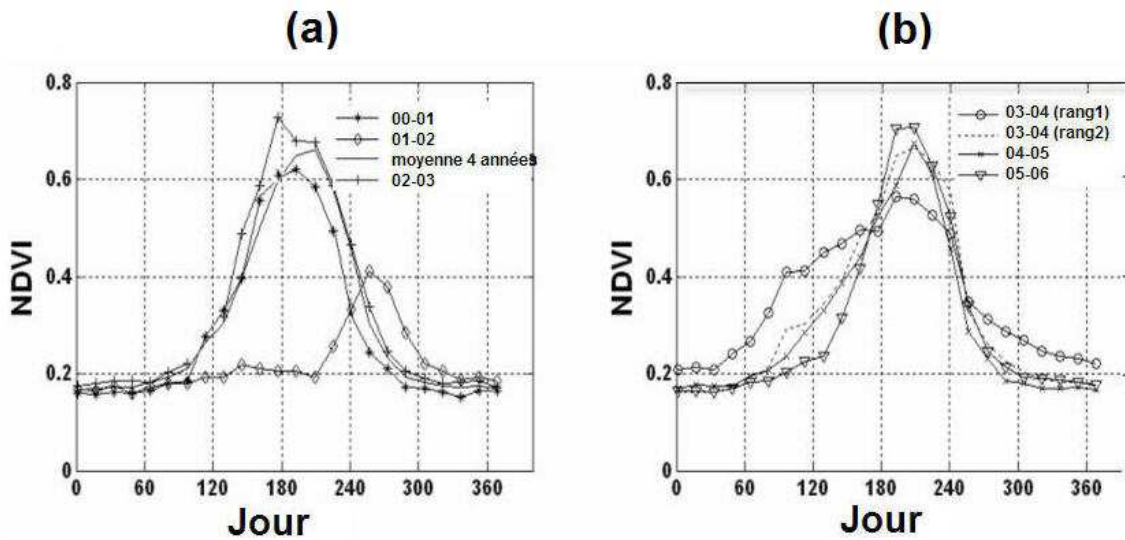 (a)
0.8
0.6
0.4
0.2
0
NDVI
00-01
01-02
moyenne 4 années
02-03
0 60 120 180 240 300 360
Jour
(b)
0.8
0.6
0.4
0.2
0
NDVI
03-04 (rang1)
03-04 (rang2)
04-05
05-06
0 60 120 180 240 300 360
Jour